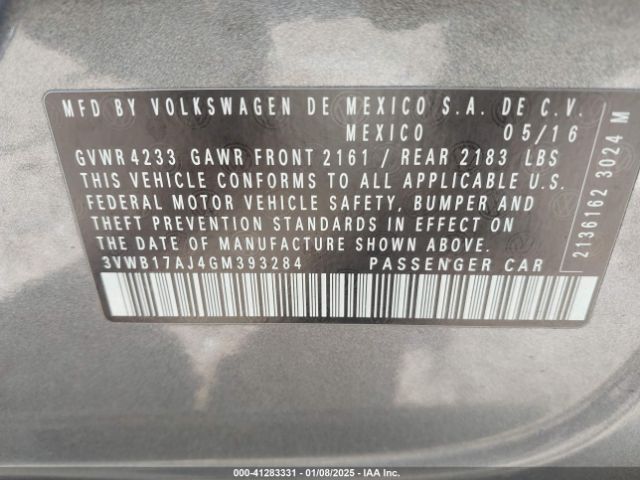 MFD BY VOLKSWAGEN DE MEXICO S.A. DE C.V.
MEXICO 05/16
GVWR 4233 GAWR FRONT 2161 / REAR 2183 LBS
THIS VEHICLE CONFORMS TO ALL APPLICABLE U.S.
FEDERAL MOTOR VEHICLE SAFETY, BUMPER AND
THEFT PREVENTION STANDARDS IN EFFECT ON
THE DATE OF MANUFACTURE SHOWN ABOVE.
3VWB17AJ4GM393284 PASSENGER CAR
2136162 3024 M
000-41283331 - 01/08/2025 - IAA Inc.